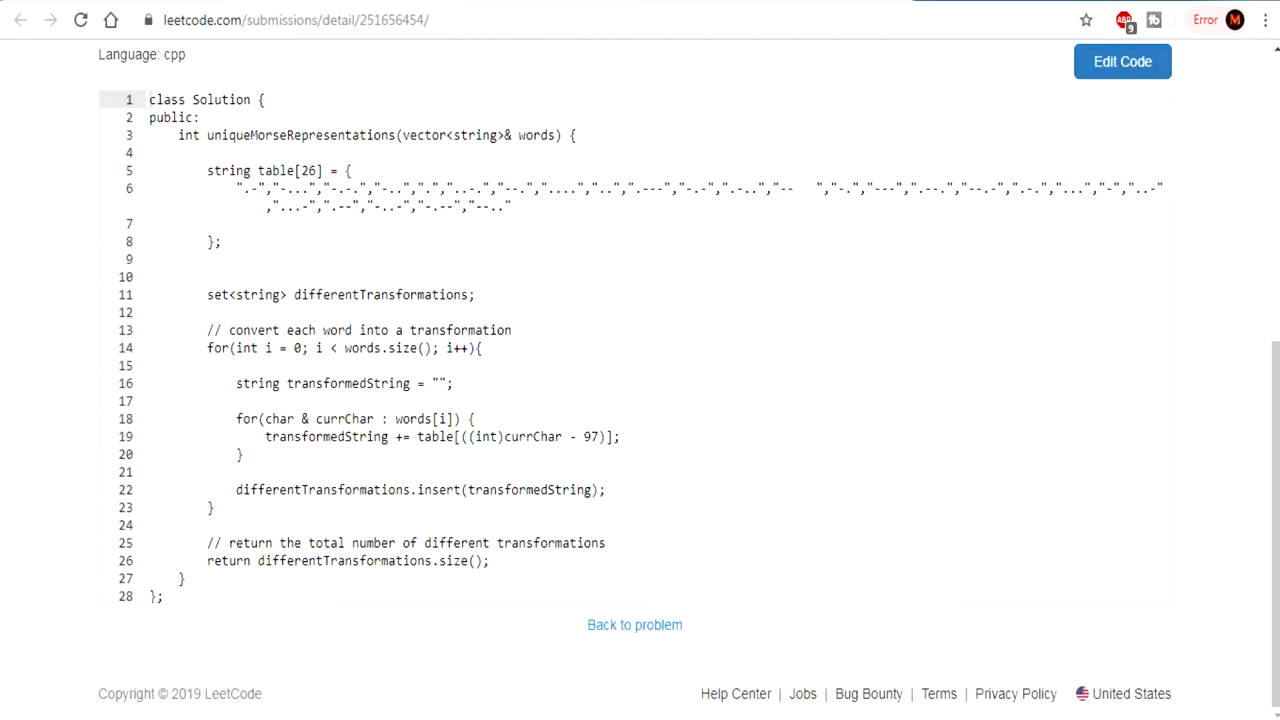 leetcode.com/submissions/detail/251656454/
ABP
9
Error
M
Language: cpp
Edit Code
1 class Solution {
2 public:
3 int uniqueMorseRepresentations(vector<string>& words) {
4
5 string table[26] = {
6 ".-","-...","-.-.","-..",".","..-.","--.","....","..",".---","-.-",".-..","--   ","-.","---",".--.","--.-",".-.","...","-","..-"
,"...-",".--","-..-","-.--","--.."
7
8 };
9
10
11 set<string> differentTransformations;
12
13 // convert each word into a transformation
14 for(int i = 0; i < words.size(); i++){
15
16 string transformedString = "";
17
18 for(char & currChar : words[i]) {
19 transformedString += table[((int)currChar - 97)];
20 }
21
22 differentTransformations.insert(transformedString);
23 }
24
25 // return the total number of different transformations
26 return differentTransformations.size();
27 }
28 };
Back to problem
Copyright © 2019 LeetCode
Help Center | Jobs | Bug Bounty | Terms | Privacy Policy United States